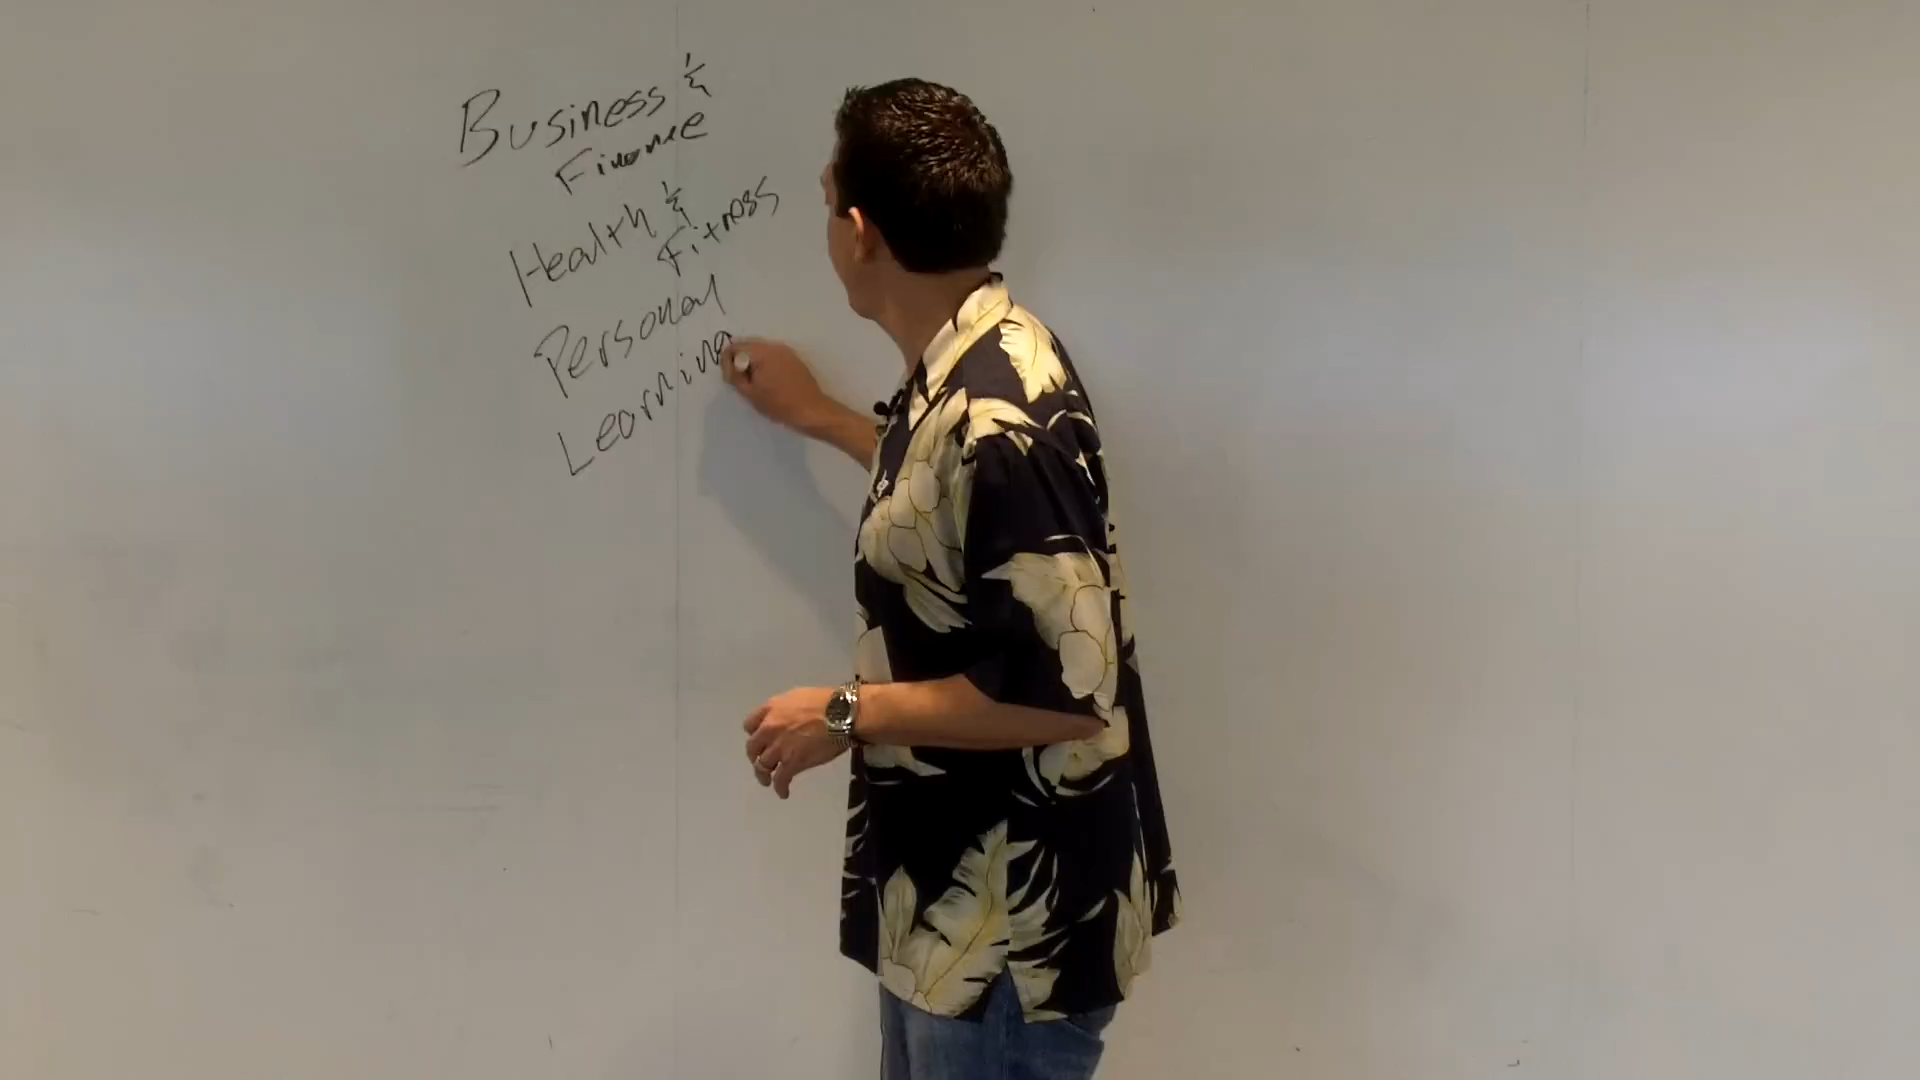 Business &
Finance
Health &
Fitness
Personal
Learning